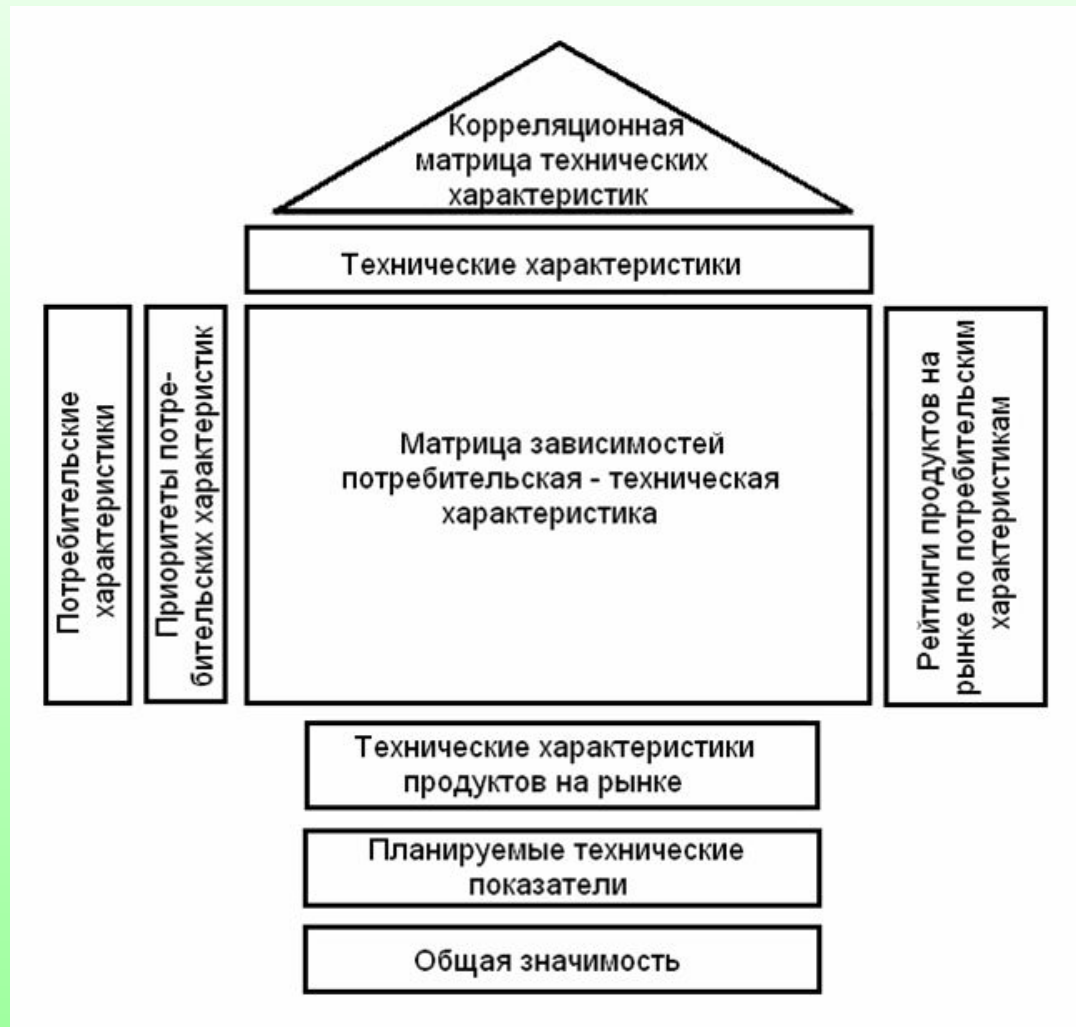 Корреляционная
матрица технических
характеристик
Технические характеристики
Потребительские
характеристики
Приоритеты потре-
бительских характеристик
Матрица зависимостей
потребительская - техническая
характеристика
Рейтинги продуктов на
рынке по потребительским
характеристикам
Технические характеристики
продуктов на рынке
Планируемые технические
показатели
Общая значимость